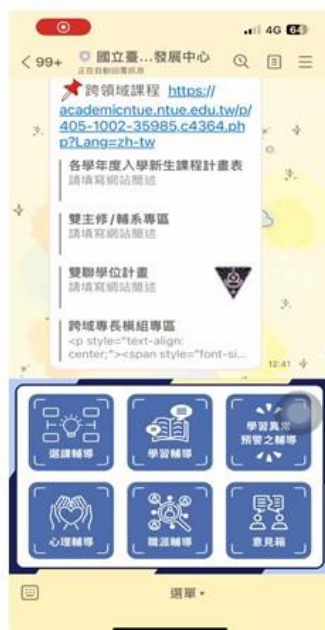 4G 64
99+ 國立臺...發展中心
正在自動回覆訊息
跨領域課程 https://
academicntue.ntue.edu.tw/p/
405-1002-35985,c4364.ph
p?Lang=zh-tw
各學年度入學新生課程計畫表
請填寫網站簡述
雙主修/輔系專區
請填寫網站簡述
雙聯學位計畫
請填寫網站簡述
跨域專長模組專區
<p style="text-align:
center;"><span style="font-si...
12:41
選課輔導
學習輔導
學習異常
預警之輔導
心理輔導
職涯輔導
意見箱
選單